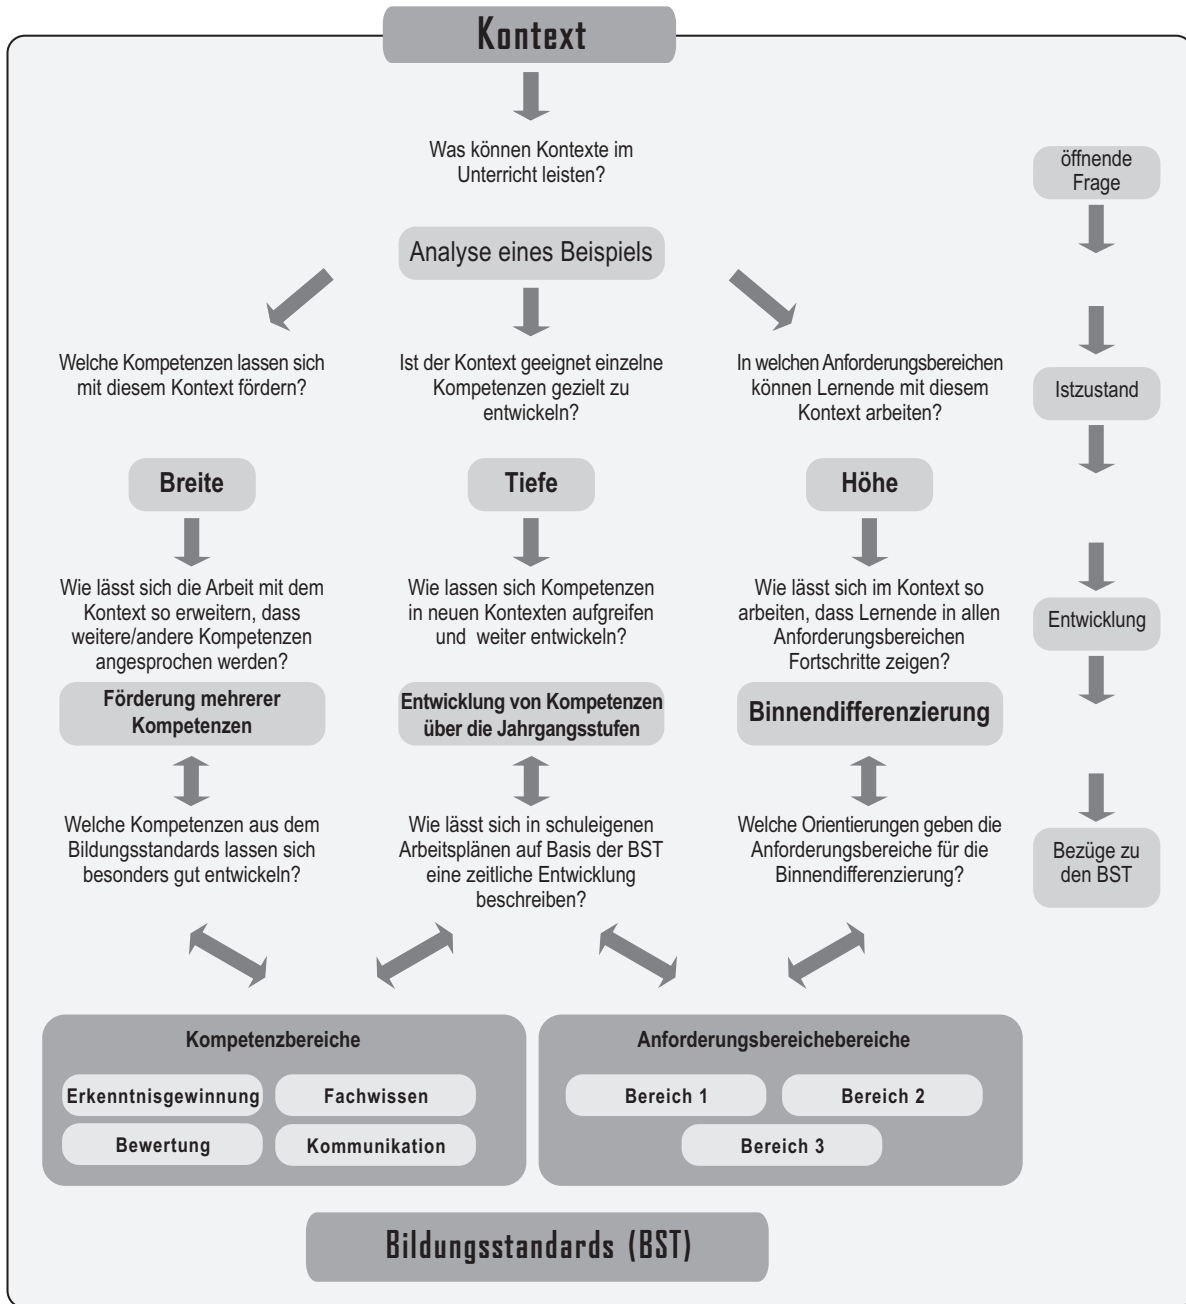 Kontext
Was können Kontexte im
Unterricht leisten?
öffnende
Frage
Analyse eines Beispiels
Welche Kompetenzen lassen sich
mit diesem Kontext fördern?
Ist der Kontext geeignet einzelne
Kompetenzen gezielt zu
entwickeln?
In welchen Anforderungsbereichen
können Lernende mit diesem
Kontext arbeiten?
Istzustand
Breite
Tiefe
Höhe
Wie lässt sich die Arbeit mit dem
Kontext so erweitern, dass
weitere/andere Kompetenzen
angesprochen werden?
Wie lassen sich Kompetenzen
in neuen Kontexten aufgreifen
und weiter entwickeln?
Wie lässt sich im Kontext so
arbeiten, dass Lernende in allen
Anforderungsbereichen
Fortschritte zeigen?
Entwicklung
Förderung mehrerer
Kompetenzen
Entwicklung von Kompetenzen
über die Jahrgangsstufen
Binnendifferenzierung
Welche Kompetenzen aus dem
Bildungsstandards lassen sich
besonders gut entwickeln?
Wie lässt sich in schuleigenen
Arbeitsplänen auf Basis der BST
eine zeitliche Entwicklung
beschreiben?
Welche Orientierungen geben die
Anforderungsbereiche für die
Binnendifferenzierung?
Bezüge zu
den BST
Kompetenzbereiche
Erkenntnisgewinnung
Fachwissen
Bewertung
Kommunikation
Anforderungsbereichebereiche
Bereich 1
Bereich 2
Bereich 3
Bildungsstandards (BST)